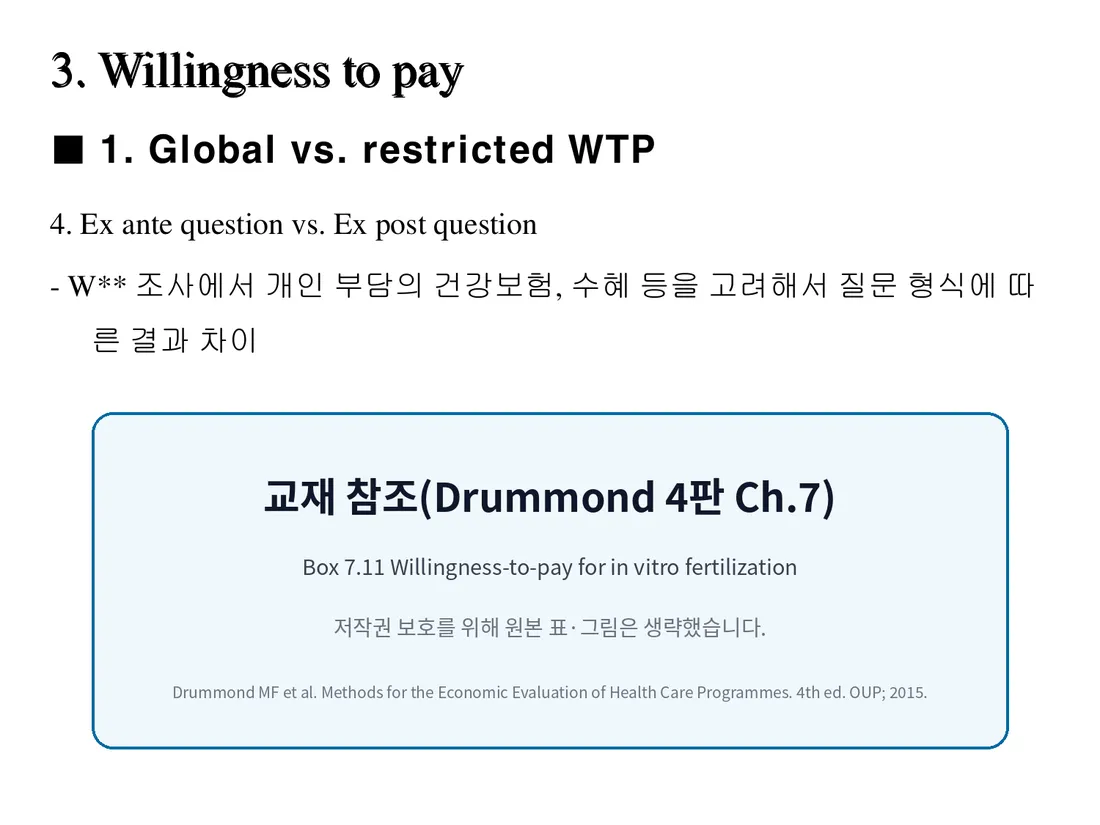 3. Willingness to pay
■ 1. Global vs. restricted WTP
4. Ex ante question vs. Ex post question
- W** 조사에서 개인 부담의 건강보험, 수혜 등을 고려해서 질문 형식에 따
른 결과 차이
교재 참조(Drummond 4판 Ch.7)
Box 7.11 Willingness-to-pay for in vitro fertilization
저작권 보호를 위해 원본 표·그림은 생략했습니다.
Drummond MF et al. Methods for the Economic Evaluation of Health Care Programmes. 4th ed. OUP; 2015.